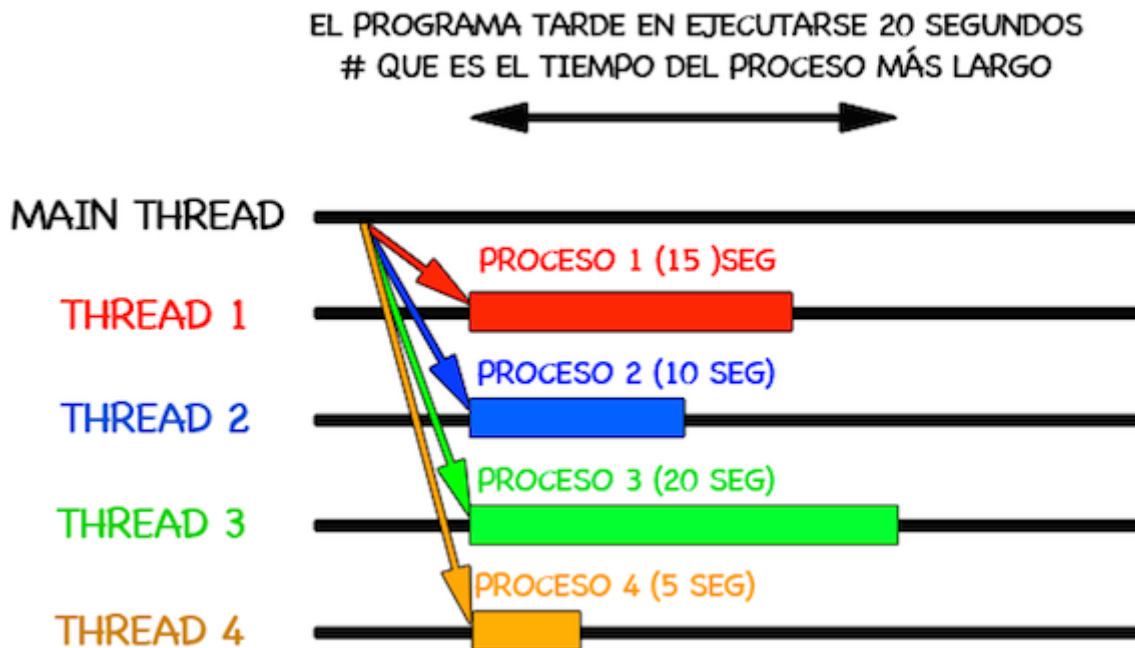 EL PROGRAMA TARDE EN EJECUTARSE 20 SEGUNDOS
# QUE ES EL TIEMPO DEL PROCESO MÁS LARGO
MAIN THREAD
PROCESO 1 (15 )SEG
THREAD 1
PROCESO 2 (10 SEG)
THREAD 2
PROCESO 3 (20 SEG)
THREAD 3
PROCESO 4 (5 SEG)
THREAD 4